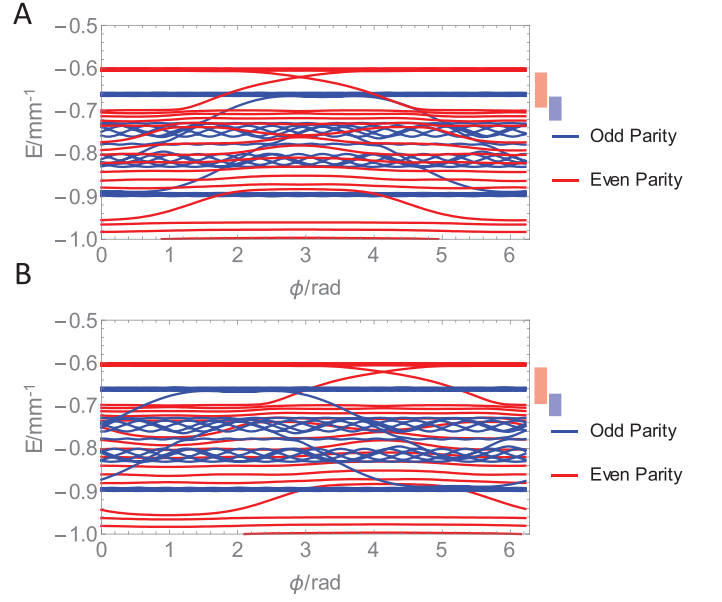 A
−0.5
−0.6
−0.7
−0.8
−0.9
−1.0
E/mm⁻¹
0 1 2 3 4 5 6
ϕ/rad
Odd Parity
Even Parity
B
−0.5
−0.6
−0.7
−0.8
−0.9
−1.0
E/mm⁻¹
0 1 2 3 4 5 6
ϕ/rad
Odd Parity
Even Parity